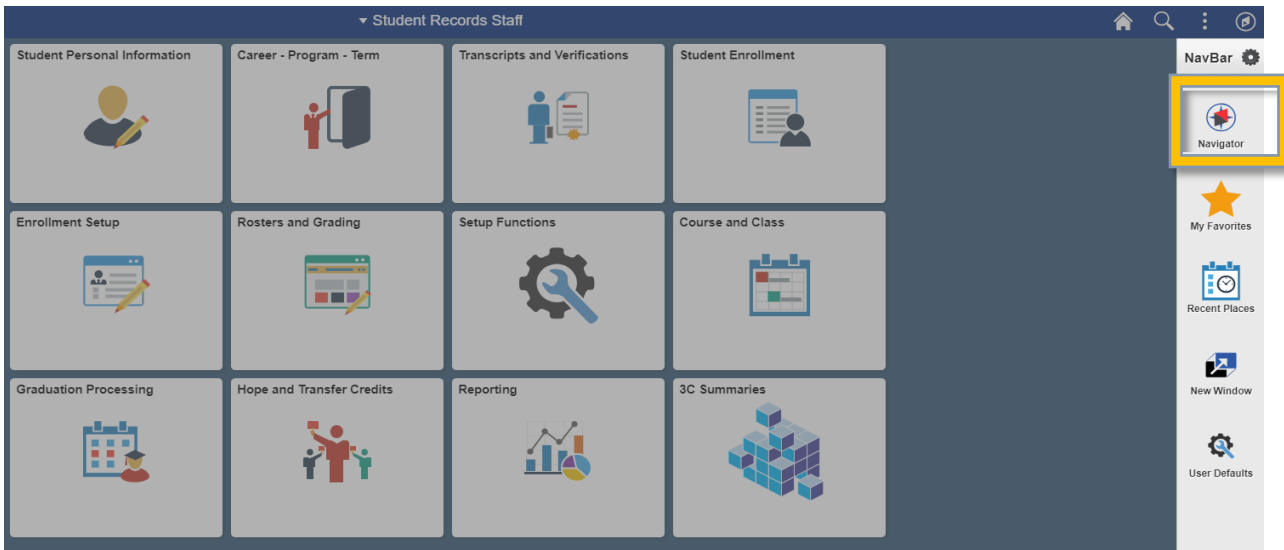 Student Records Staff
Student Personal Information
Career - Program - Term
Transcripts and Verifications
Student Enrollment
NavBar
Navigator
My Favorites
Enrollment Setup
Rosters and Grading
Setup Functions
Course and Class
Recent Places
New Window
Graduation Processing
Hope and Transfer Credits
Reporting
3C Summaries
User Defaults